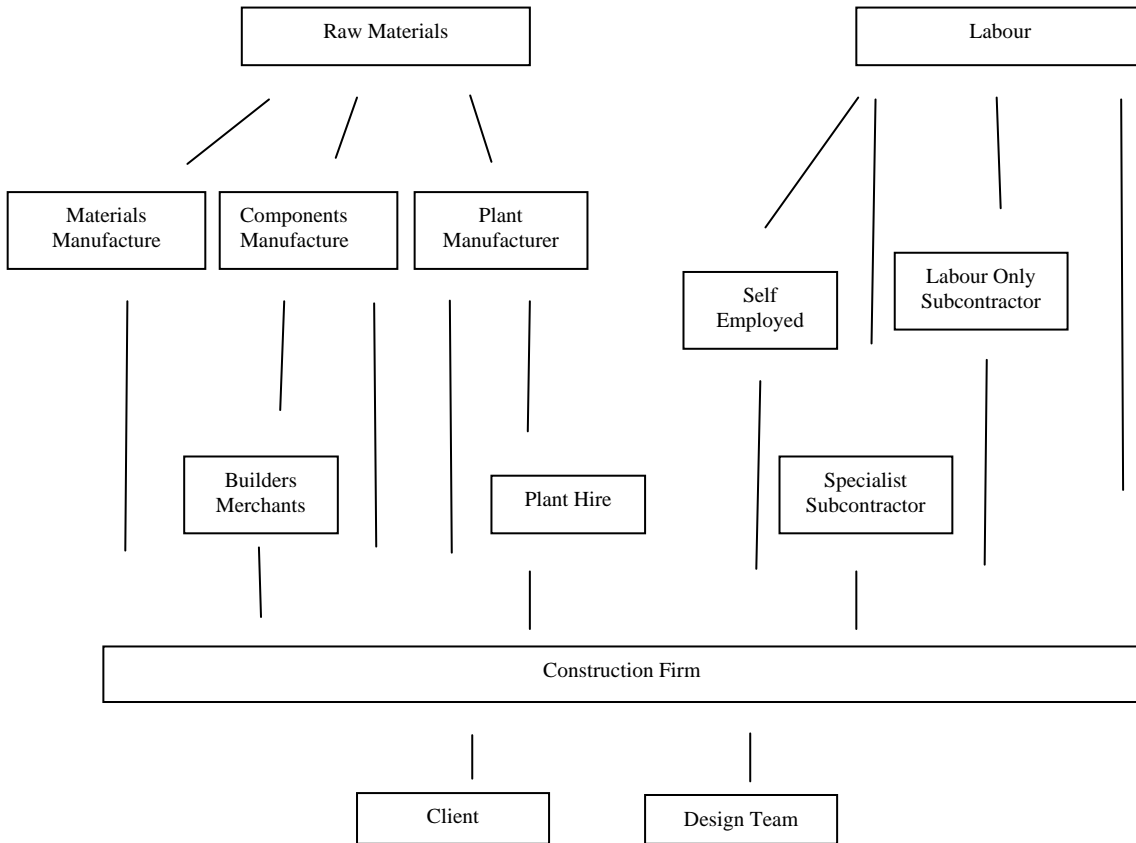 Raw Materials
Labour
Materials
Manufacture
Components
Manufacture
Plant
Manufacturer
Self
Employed
Labour Only
Subcontractor
Builders
Merchants
Plant Hire
Specialist
Subcontractor
Construction Firm
Client
Design Team